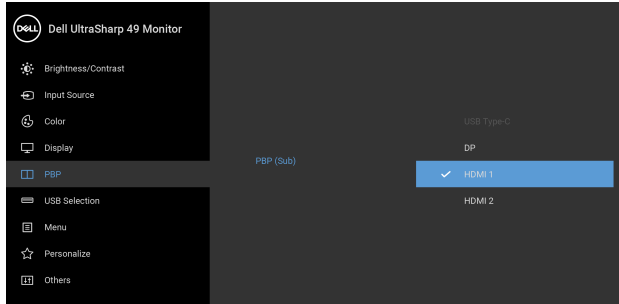 DELL
Dell UltraSharp 49 Monitor
Brightness/Contrast
Input Source
Color
Display
PBP
USB Selection
Menu
Personalize
Others
PBP (Sub)
USB Type-C
DP
HDMI 1
HDMI 2